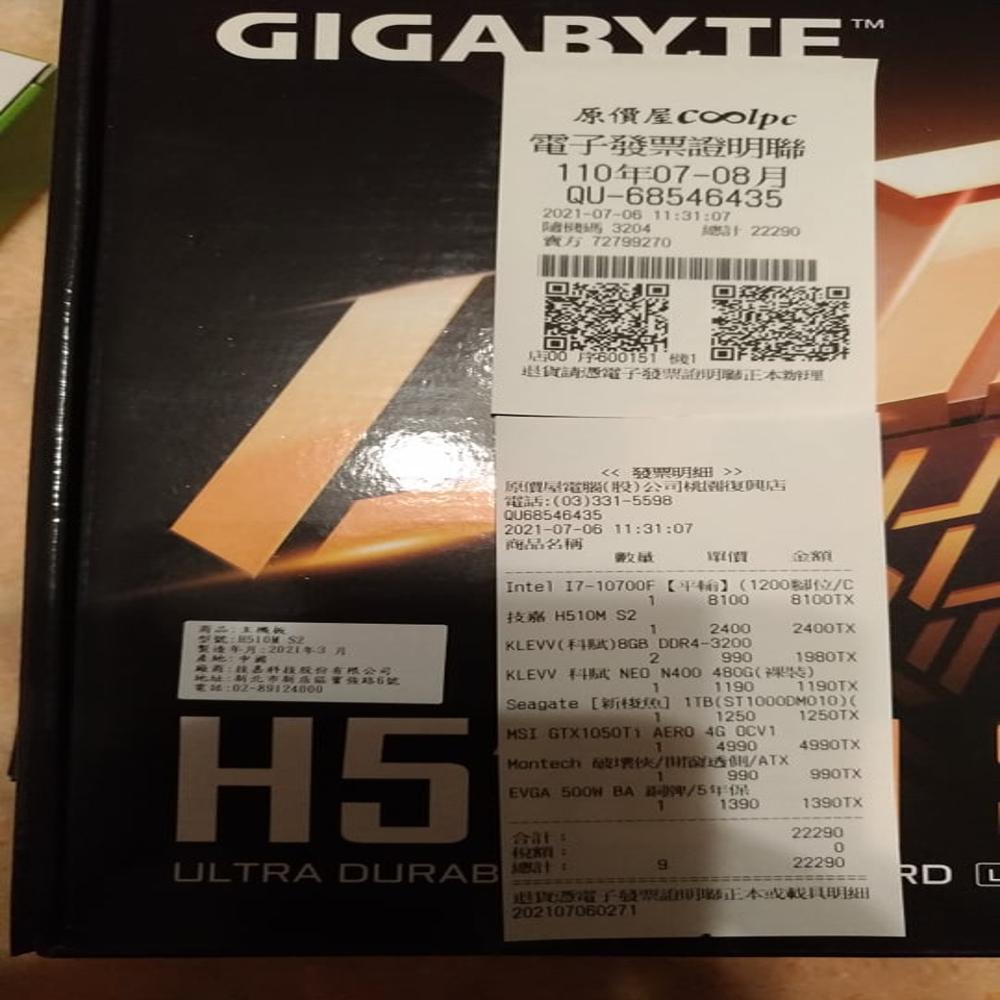 GIGABYTE™
原價屋coolpc
電子發票證明聯
110年07-08月
QU-68546435
2021-07-06 11:31:07
隨機碼 3204 總計 22290
賣方 72799270
店00 序600151 機1
退貨請憑電子發票證明聯正本辦理
<< 發票明細 >>
原價屋電腦(股)公司桃園復興店
電話:(03)331-5598
QU68546435
2021-07-06 11:31:07
商品名稱
數量 單價 金額
Intel I7-10700F【平輸】(1200腳位/C
1 8100 8100TX
技嘉 H510M S2
1 2400 2400TX
KLEVV(科賦)8GB DDR4-3200
2 990 1980TX
KLEVV 科賦 NEO N400 480G(裸裝)
1 1190 1190TX
Seagate [新梭魚] 1TB(ST1000DM010)(
1 1250 1250TX
MSI GTX1050Ti AERO 4G OCV1
1 4990 4990TX
Montech 破壞俠/開窗透側/ATX
1 990 990TX
EVGA 500W BA 銅牌/5年保
1 1390 1390TX
合計: 22290
稅額: 0
總計: 9 22290
退貨憑電子發票證明聯正本或載具明細
202107060271
商品:主機板
型號:H510M S2
製造年月:2021年3 月
產地:中國
廠商:技嘉科技股份有限公司
地址:新北市新店區寶強路6號
電話:02-89124000
H5
ULTRA DURAB
RD